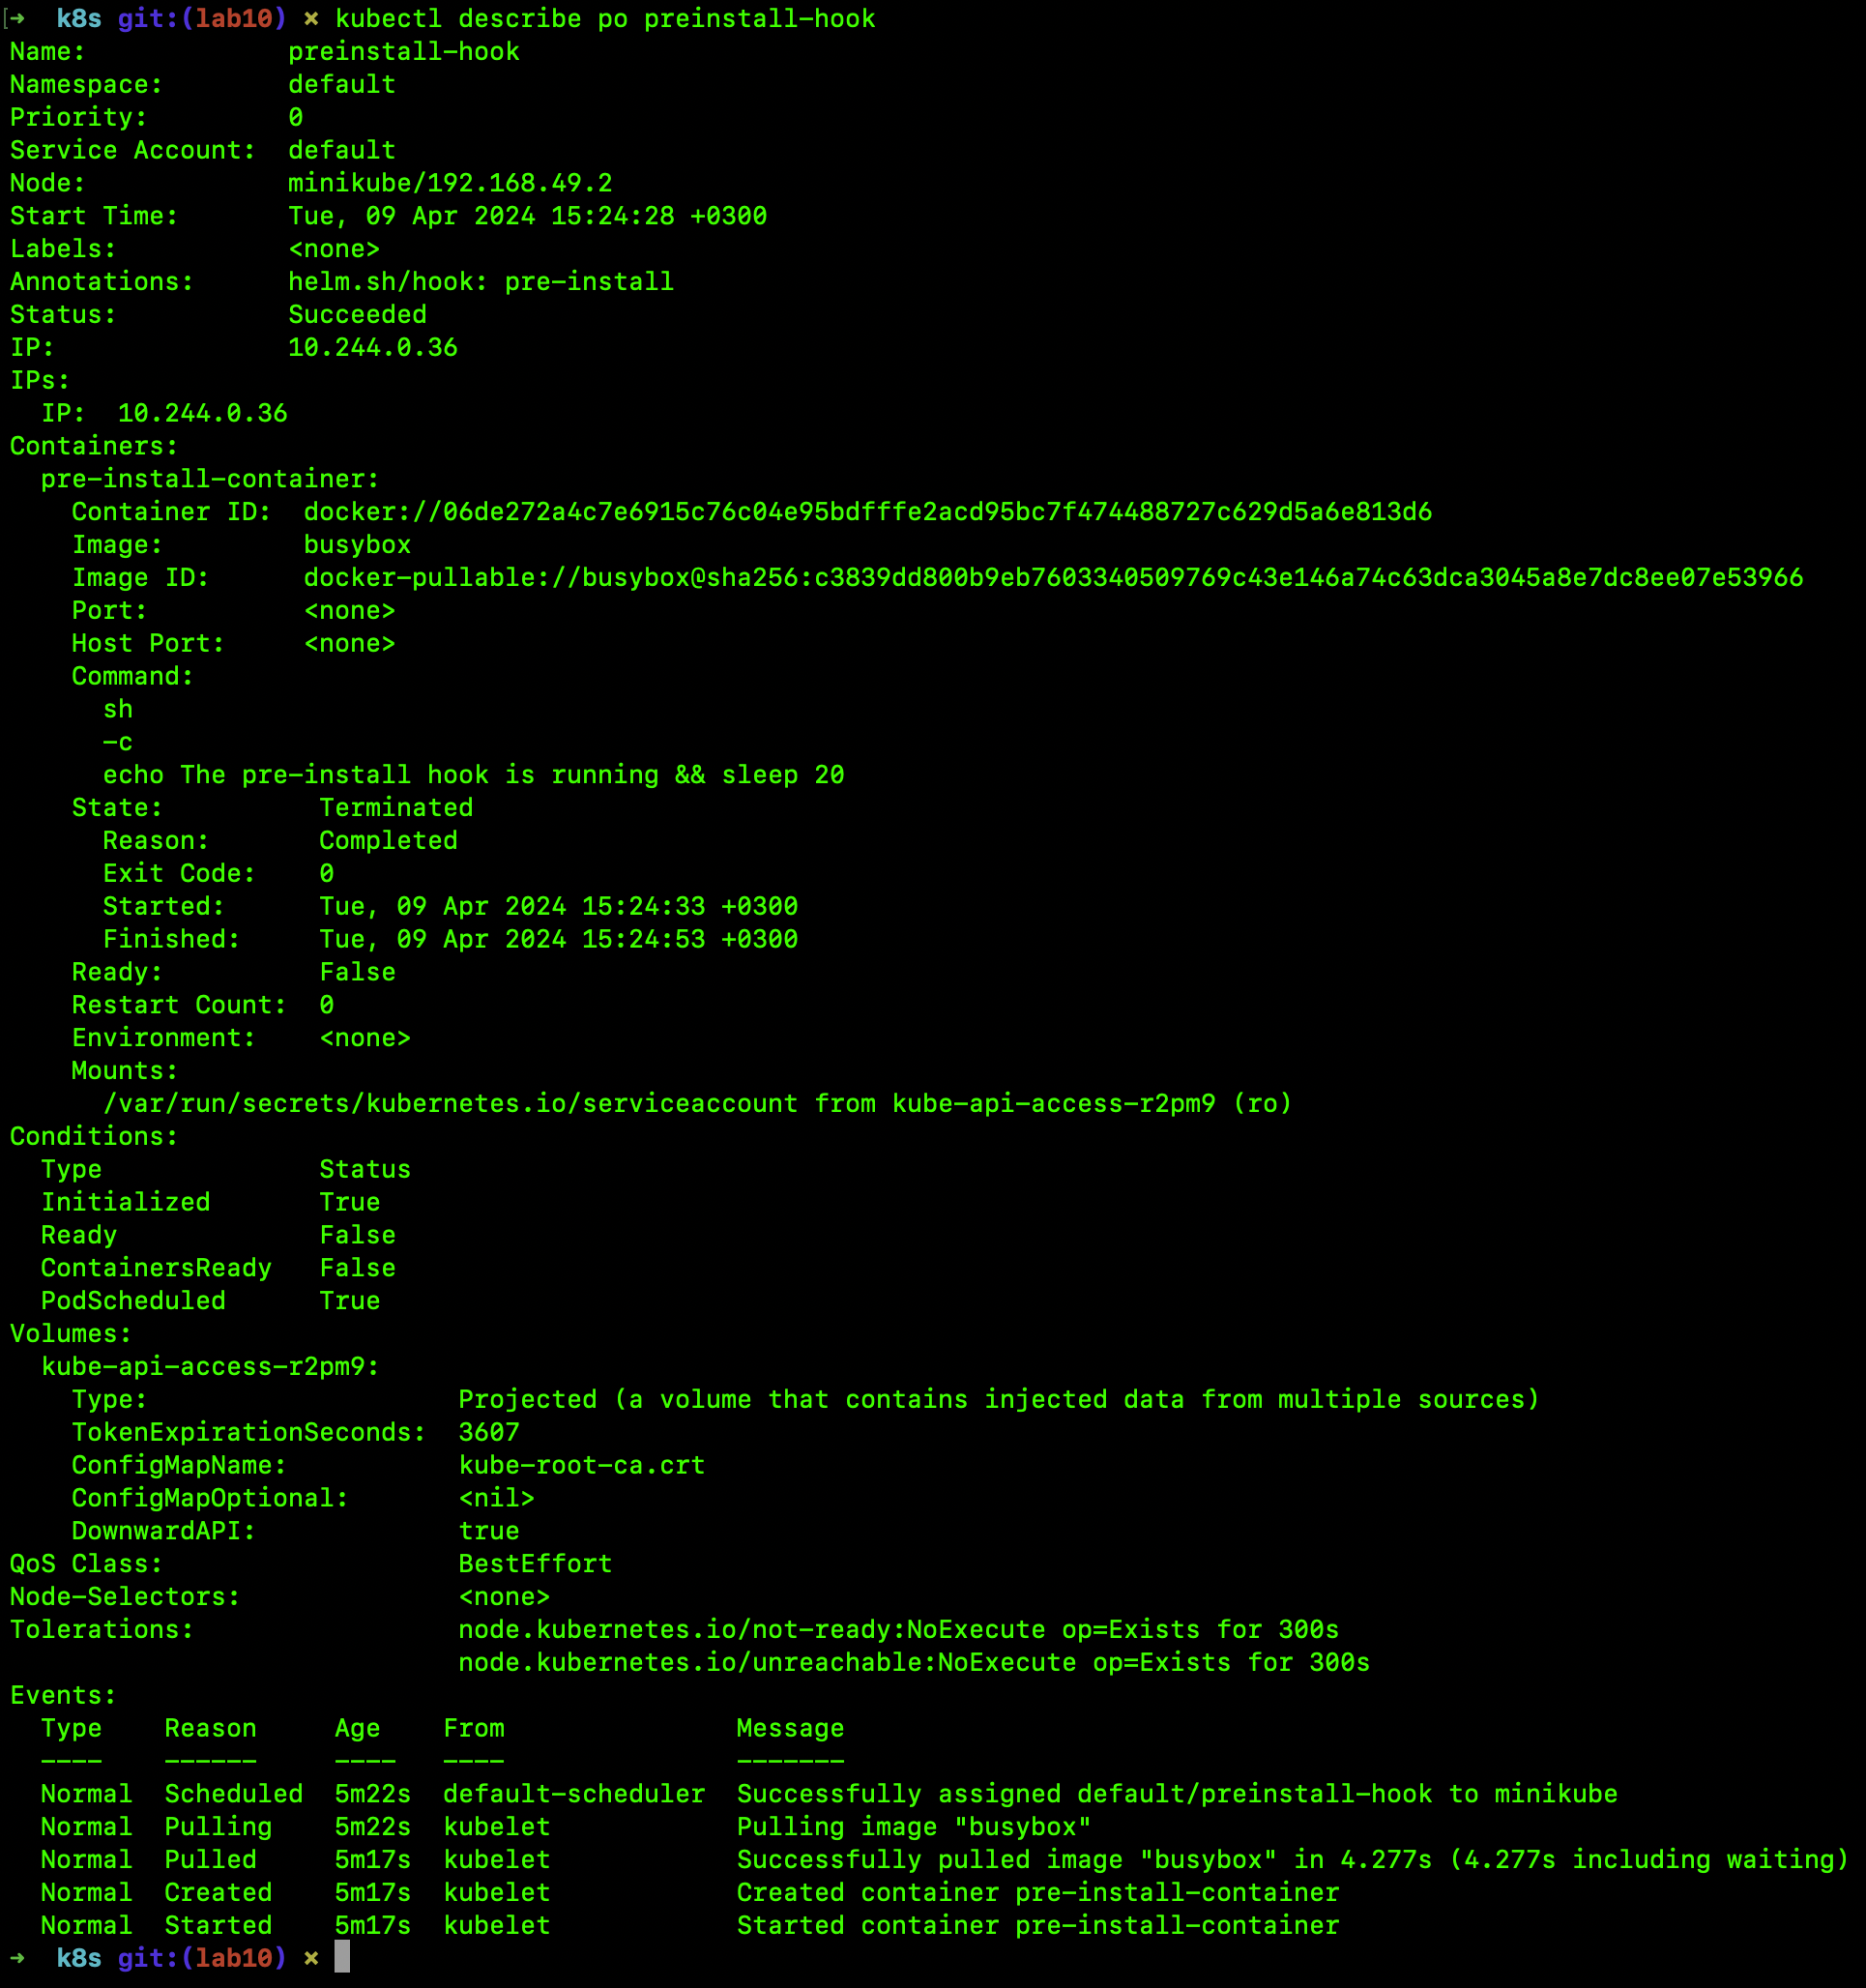 [➜  k8s git:(lab10) × kubectl describe po preinstall-hook
Name:             preinstall-hook
Namespace:        default
Priority:         0
Service Account:  default
Node:             minikube/192.168.49.2
Start Time:       Tue, 09 Apr 2024 15:24:28 +0300
Labels:           <none>
Annotations:      helm.sh/hook: pre-install
Status:           Succeeded
IP:               10.244.0.36
IPs:
  IP:  10.244.0.36
Containers:
  pre-install-container:
    Container ID:  docker://06de272a4c7e6915c76c04e95bdfffe2acd95bc7f474488727c629d5a6e813d6
    Image:         busybox
    Image ID:      docker-pullable://busybox@sha256:c3839dd800b9eb7603340509769c43e146a74c63dca3045a8e7dc8ee07e53966
    Port:          <none>
    Host Port:     <none>
    Command:
      sh
      -c
      echo The pre-install hook is running && sleep 20
    State:          Terminated
      Reason:       Completed
      Exit Code:    0
      Started:      Tue, 09 Apr 2024 15:24:33 +0300
      Finished:     Tue, 09 Apr 2024 15:24:53 +0300
    Ready:          False
    Restart Count:  0
    Environment:    <none>
    Mounts:
      /var/run/secrets/kubernetes.io/serviceaccount from kube-api-access-r2pm9 (ro)
Conditions:
  Type              Status
  Initialized       True
  Ready             False
  ContainersReady   False
  PodScheduled      True
Volumes:
  kube-api-access-r2pm9:
    Type:                    Projected (a volume that contains injected data from multiple sources)
    TokenExpirationSeconds:  3607
    ConfigMapName:           kube-root-ca.crt
    ConfigMapOptional:       <nil>
    DownwardAPI:             true
QoS Class:                   BestEffort
Node-Selectors:              <none>
Tolerations:                 node.kubernetes.io/not-ready:NoExecute op=Exists for 300s
                             node.kubernetes.io/unreachable:NoExecute op=Exists for 300s
Events:
  Type    Reason     Age    From               Message
  ----    ------     ----   ----               -------
  Normal  Scheduled  5m22s  default-scheduler  Successfully assigned default/preinstall-hook to minikube
  Normal  Pulling    5m22s  kubelet            Pulling image "busybox"
  Normal  Pulled     5m17s  kubelet            Successfully pulled image "busybox" in 4.277s (4.277s including waiting)
  Normal  Created    5m17s  kubelet            Created container pre-install-container
  Normal  Started    5m17s  kubelet            Started container pre-install-container
➜  k8s git:(lab10) ×